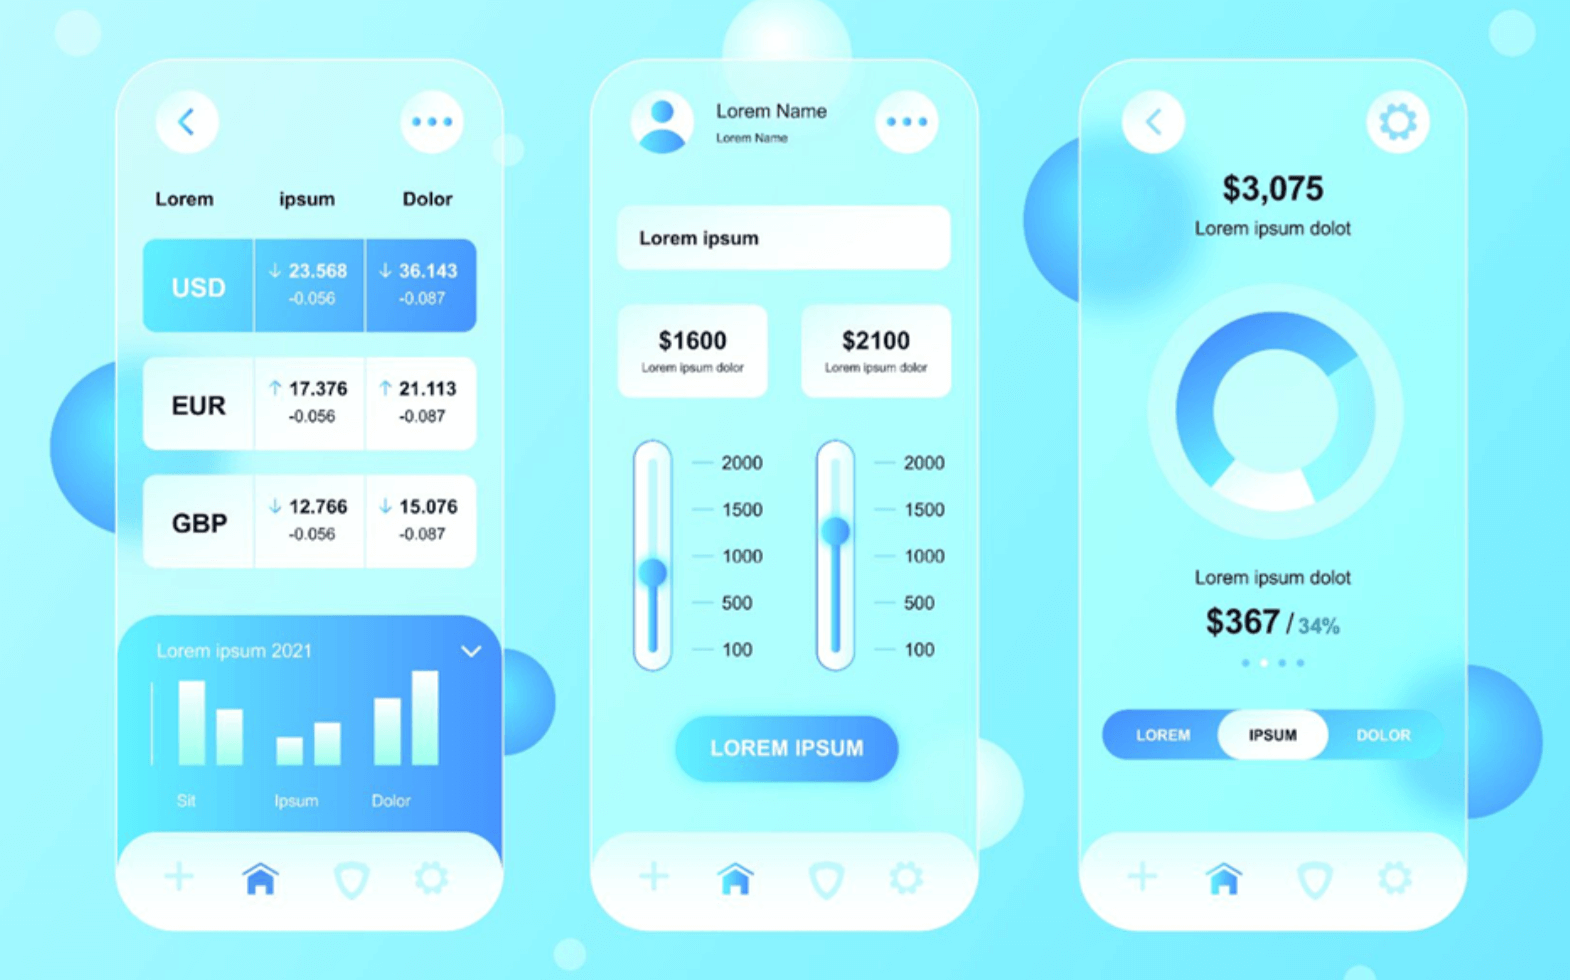 Lorem ipsum Dolor
USD ↓ 23.568 ↓ 36.143
-0.056 -0.087
EUR ↑ 17.376 ↑ 21.113
-0.056 -0.087
GBP ↓ 12.766 ↓ 15.076
-0.056 -0.087
Lorem ipsum 2021
Sit Ipsum Dolor
Lorem Name
Lorem Name
Lorem ipsum
$1600 $2100
Lorem ipsum dolor Lorem ipsum dolor
2000 2000
1500 1500
1000 1000
500 500
100 100
LOREM IPSUM
$3,075
Lorem ipsum dolot
Lorem ipsum dolot
$367 / 34%
LOREM IPSUM DOLOR